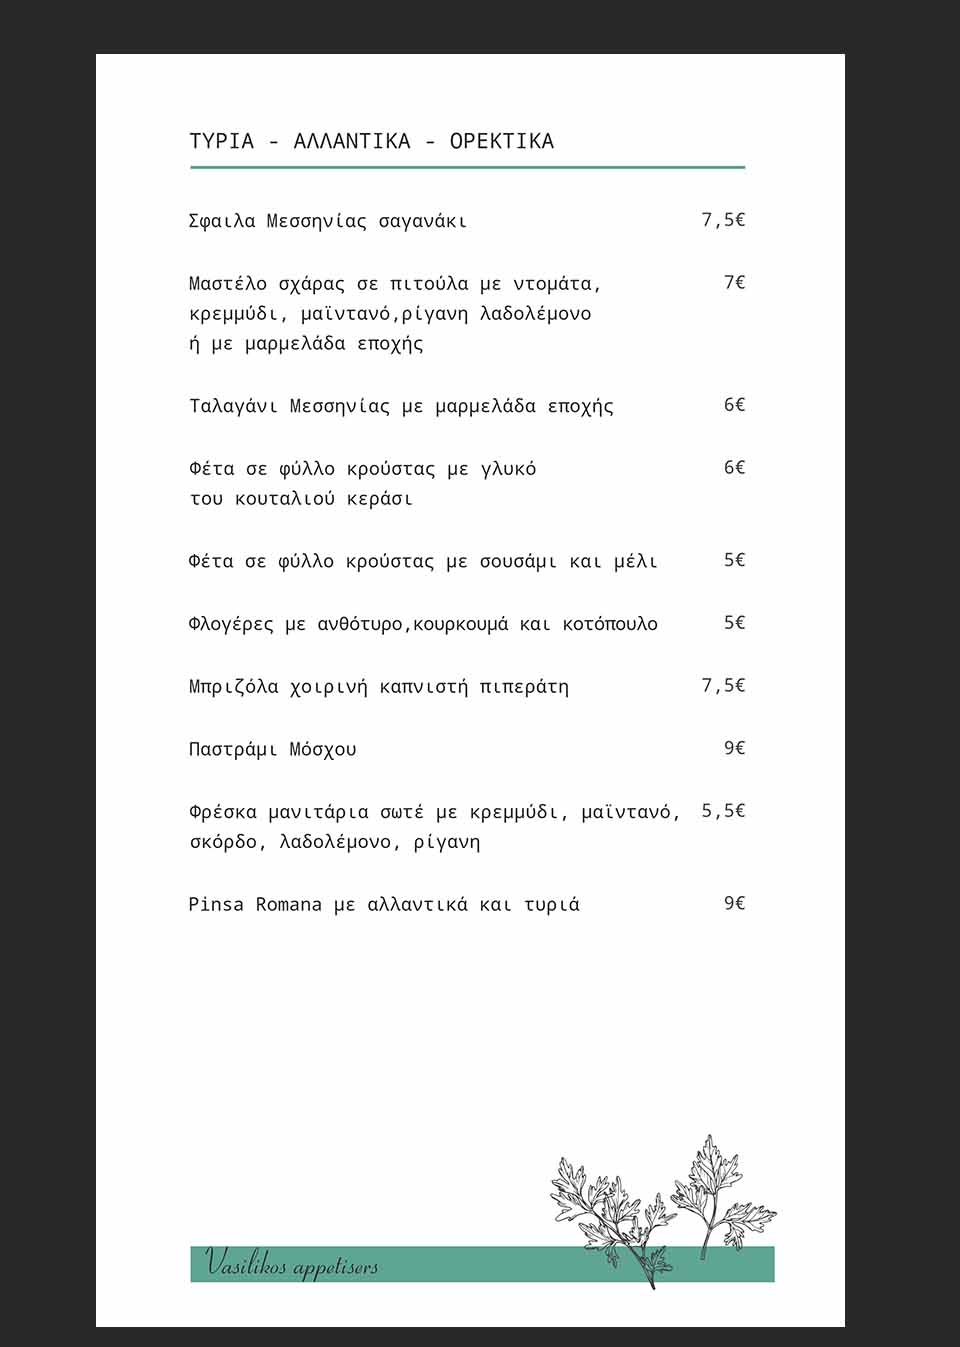 ΤΥΡΙΑ - ΑΛΛΑΝΤΙΚΑ - ΟΡΕΚΤΙΚΑ
Σφαιλα Μεσσηνίας σαγανάκι 7,5€
Μαστέλο σχάρας σε πιτούλα με ντομάτα, 7€
κρεμμύδι, μαϊντανό,ρίγανη λαδολέμονο
ή με μαρμελάδα εποχής
Ταλαγάνι Μεσσηνίας με μαρμελάδα εποχής 6€
Φέτα σε φύλλο κρούστας με γλυκό 6€
του κουταλιού κεράσι
Φέτα σε φύλλο κρούστας με σουσάμι και μέλι 5€
Φλογέρες με ανθότυρο,κουρκουμά και κοτόπουλο 5€
Μπριζόλα χοιρινή καπνιστή πιπεράτη 7,5€
Παστράμι Μόσχου 9€
Φρέσκα μανιτάρια σωτέ με κρεμμύδι, μαϊντανό, 5,5€
σκόρδο, λαδολέμονο, ρίγανη
Pinsa Romana με αλλαντικά και τυριά 9€
Vasilikos appetisers